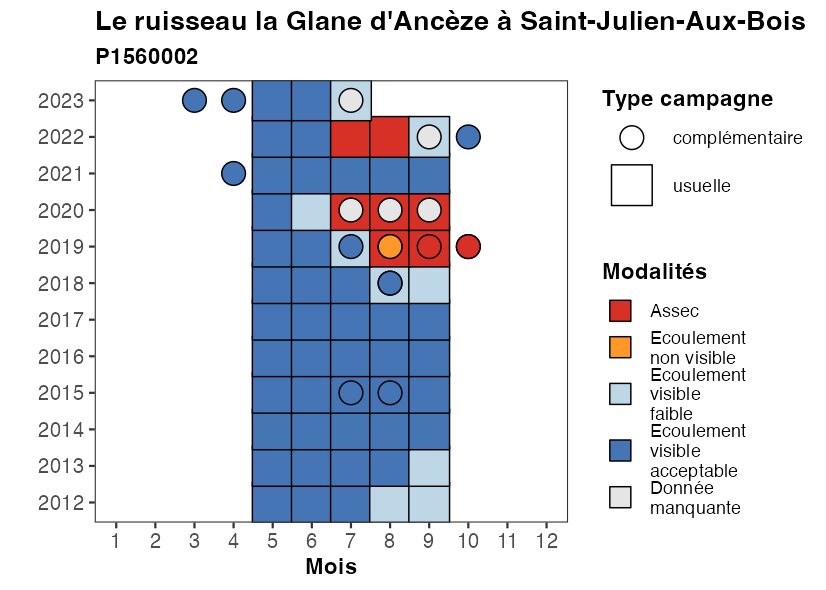 Le ruisseau la Glane d'Ancèze à Saint-Julien-Aux-Bois
P1560002
2023
2022
2021
2020
2019
2018
2017
2016
2015
2014
2013
2012
1 2 3 4 5 6 7 8 9 10 11 12
Mois
Type campagne
complémentaire
usuelle
Modalités
Assec
Ecoulement
non visible
Ecoulement
visible
faible
Ecoulement
visible
acceptable
Donnée
manquante